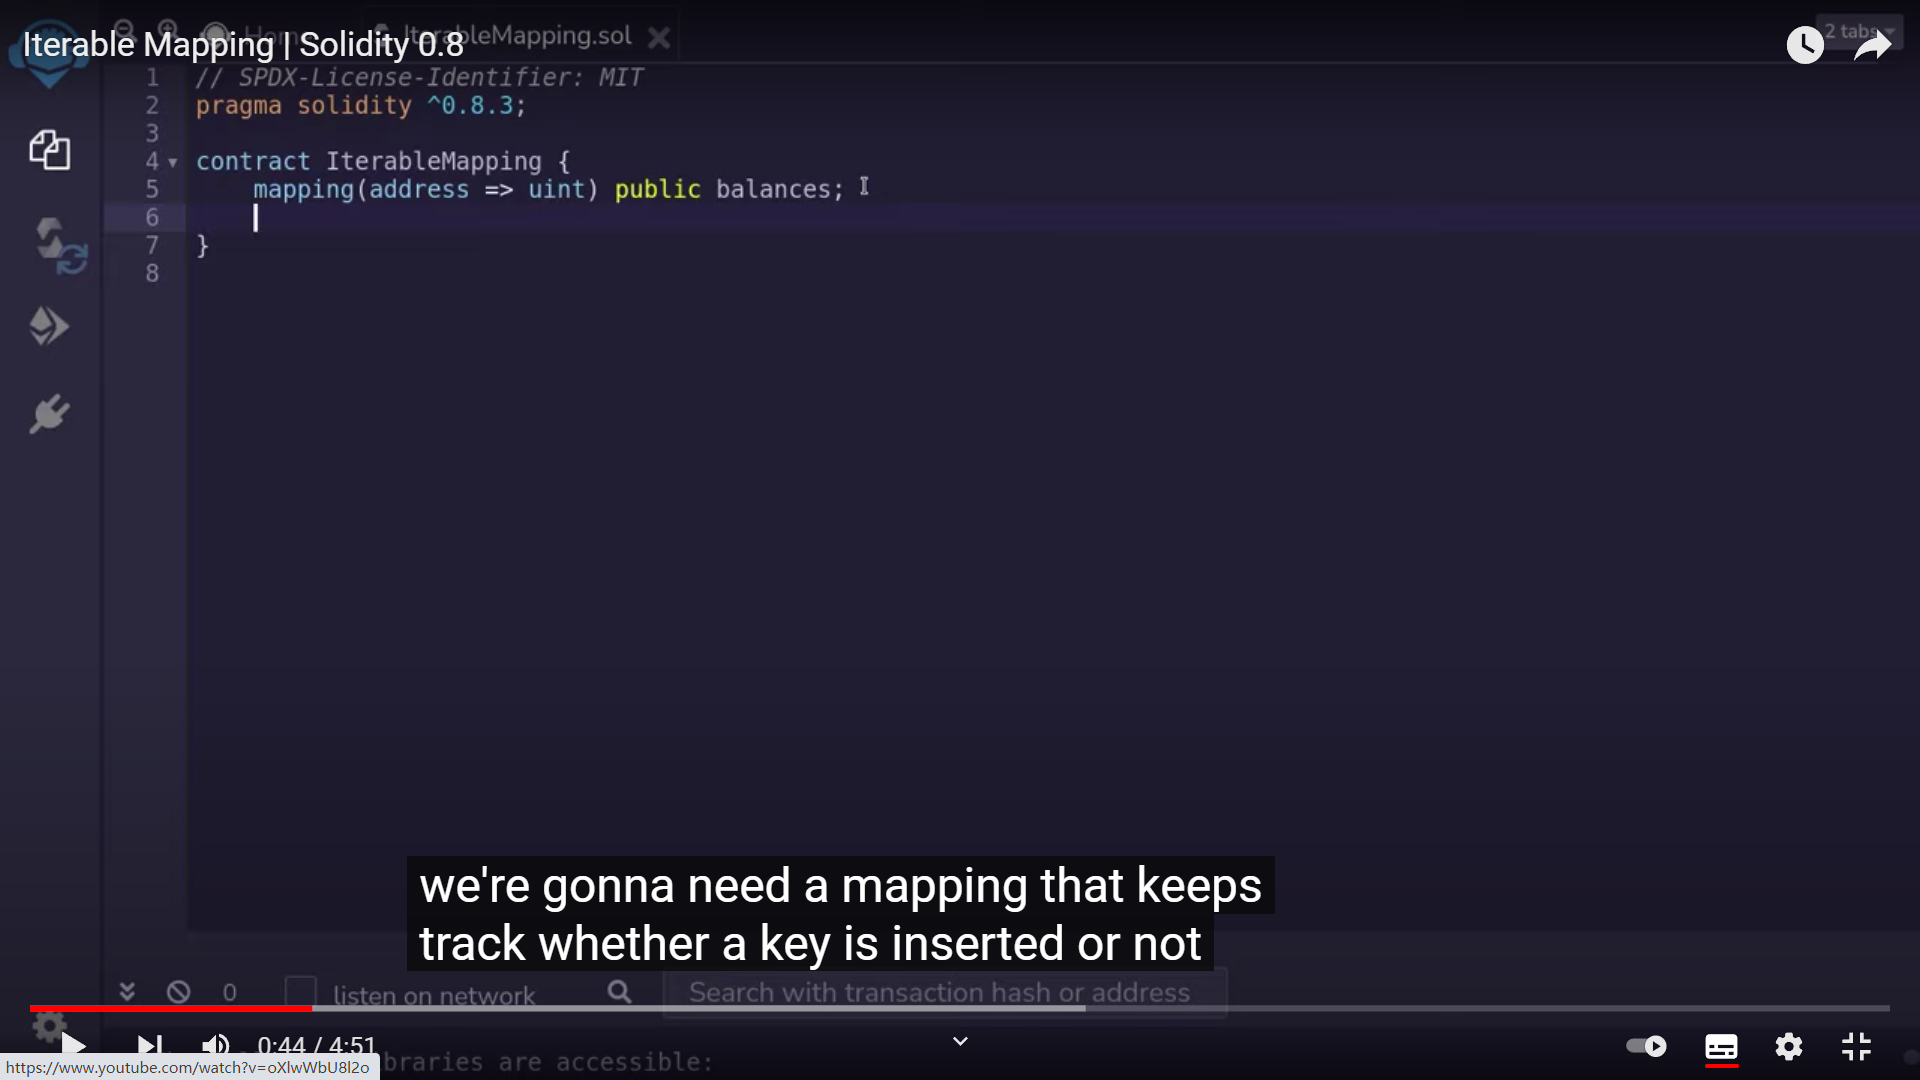 Iterable Mapping | Solidity 0.8
IterableMapping.sol
2 tabs
1 // SPDX-License-Identifier: MIT
2 pragma solidity ^0.8.3;
3
4 contract IterableMapping {
5 mapping(address => uint) public balances;
6
7 }
8
we're gonna need a mapping that keeps
track whether a key is inserted or not
0 listen on network Search with transaction hash or address
0:44 / 4:51
braries are accessible:
https://www.youtube.com/watch?v=oXlwWbU8l2o